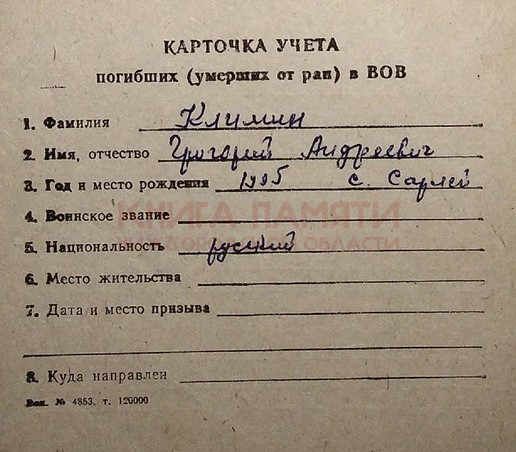 КАРТОЧКА УЧЕТА
погибших (умерших от ран) в ВОВ
1. Фамилия Климин
2. Имя, отчество Григорий Андреевич
3. Год и место рождения 1905 с. Сарлей
КНИГА ПАМЯТИ
4. Воинское звание
ОБЛАСТИ
5. Национальность русский
6. Место жительства
7. Дата и место призыва
8. Куда направлен
Зак. № 4853, т. 120000